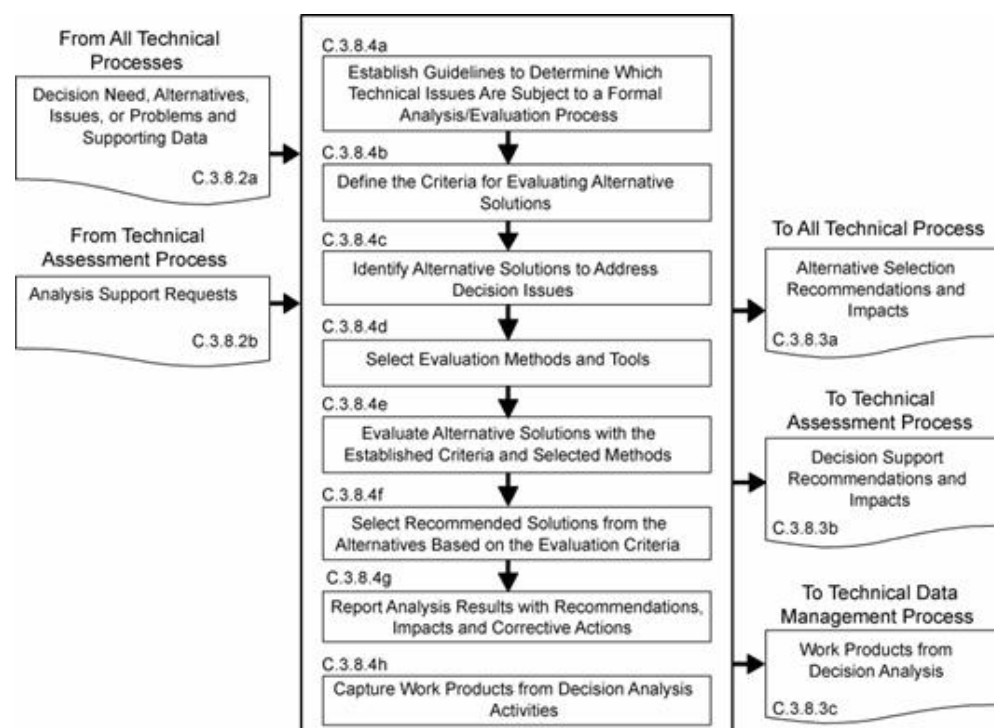 From All Technical
Processes
Decision Need, Alternatives,
Issues, or Problems and
Supporting Data
C.3.8.2a
From Technical
Assessment Process
Analysis Support Requests
C.3.8.2b
C.3.8.4a
Establish Guidelines to Determine Which
Technical Issues Are Subject to a Formal
Analysis/Evaluation Process
C.3.8.4b
Define the Criteria for Evaluating Alternative
Solutions
C.3.8.4c
Identify Alternative Solutions to Address
Decision Issues
C.3.8.4d
Select Evaluation Methods and Tools
C.3.8.4e
Evaluate Alternative Solutions with the
Established Criteria and Selected Methods
C.3.8.4f
Select Recommended Solutions from the
Alternatives Based on the Evaluation Criteria
C.3.8.4g
Report Analysis Results with Recommendations,
Impacts and Corrective Actions
C.3.8.4h
Capture Work Products from Decision Analysis
Activities
To All Technical Process
Alternative Selection
Recommendations and
Impacts
C.3.8.3a
To Technical
Assessment Process
Decision Support
Recommendations and
Impacts
C.3.8.3b
To Technical Data
Management Process
Work Products from
Decision Analysis
C.3.8.3c